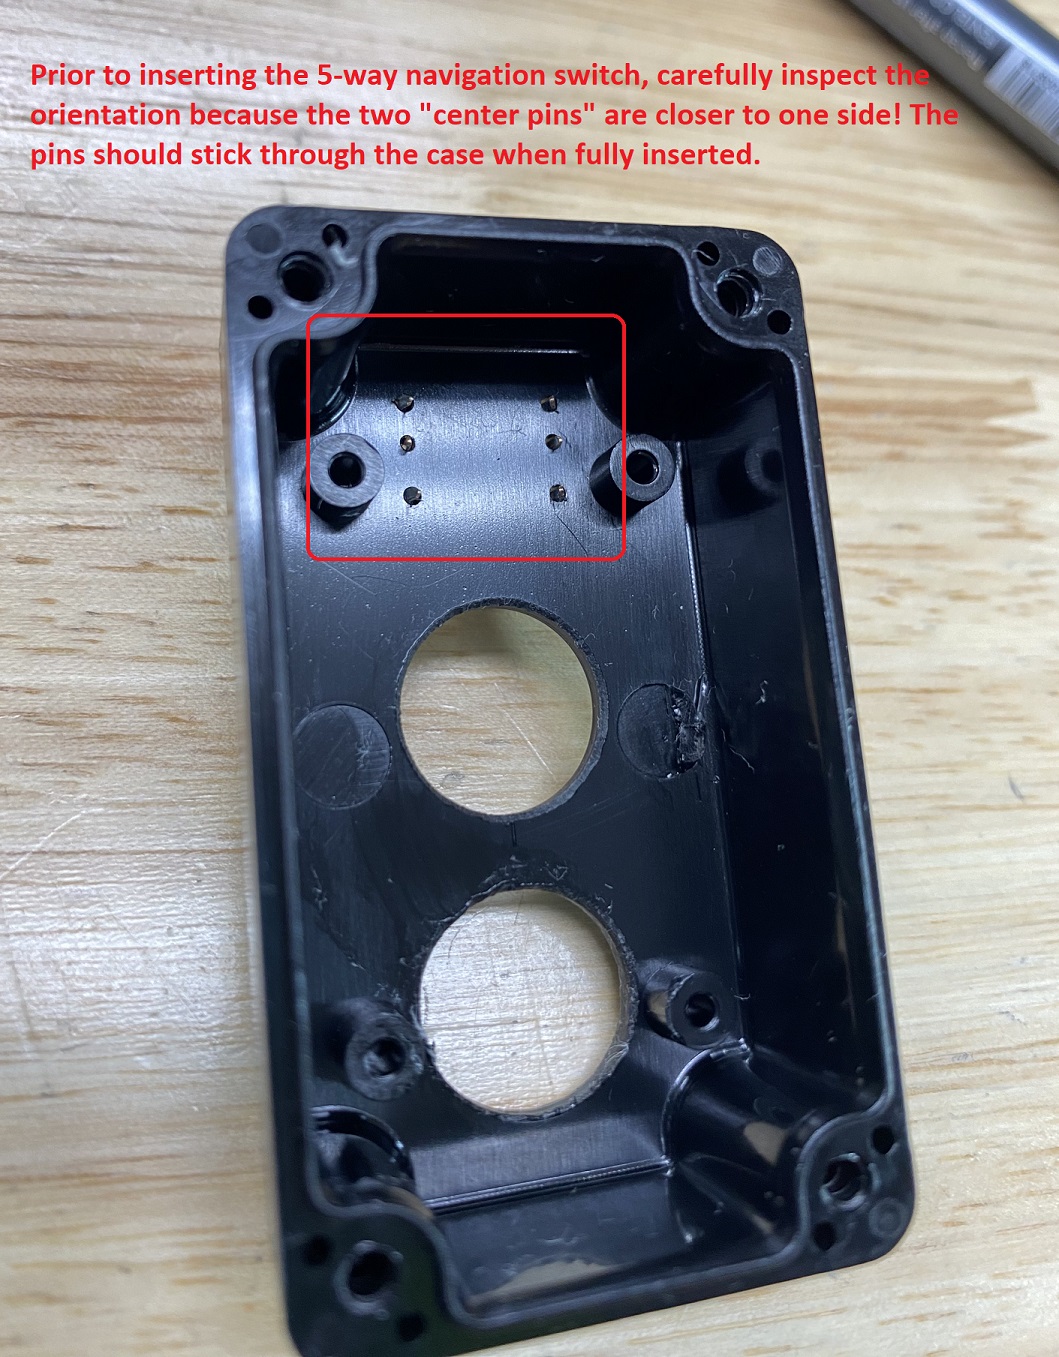 Prior to inserting the 5-way navigation switch, carefully inspect the
orientation because the two "center pins" are closer to one side! The
pins should stick through the case when fully inserted.